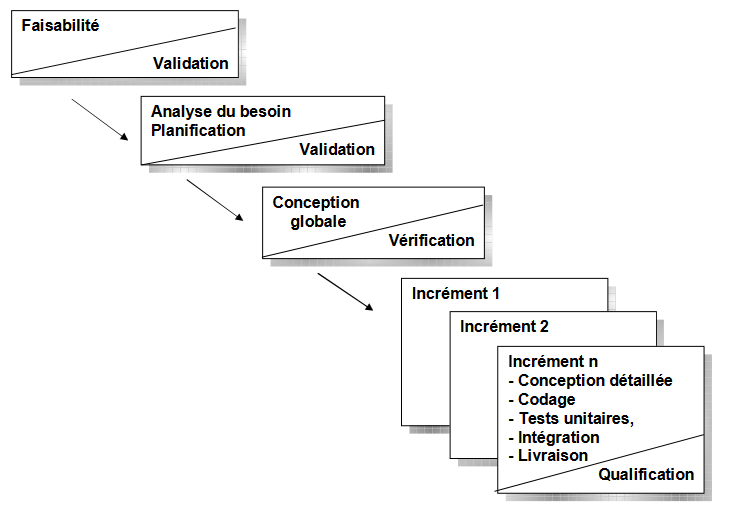 Faisabilité
Validation
Analyse du besoin
Planification
Validation
Conception
globale
Vérification
Incrément 1
Incrément 2
Incrément n
- Conception détaillée
- Codage
- Tests unitaires,
- Intégration
- Livraison
Qualification